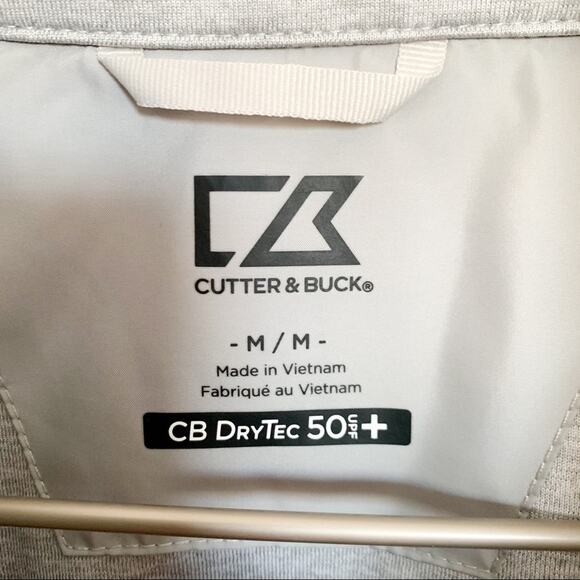 CB
CUTTER & BUCK®
- M / M -
Made in Vietnam
Fabriqué au Vietnam
CB DRYTEC 50 UPF +